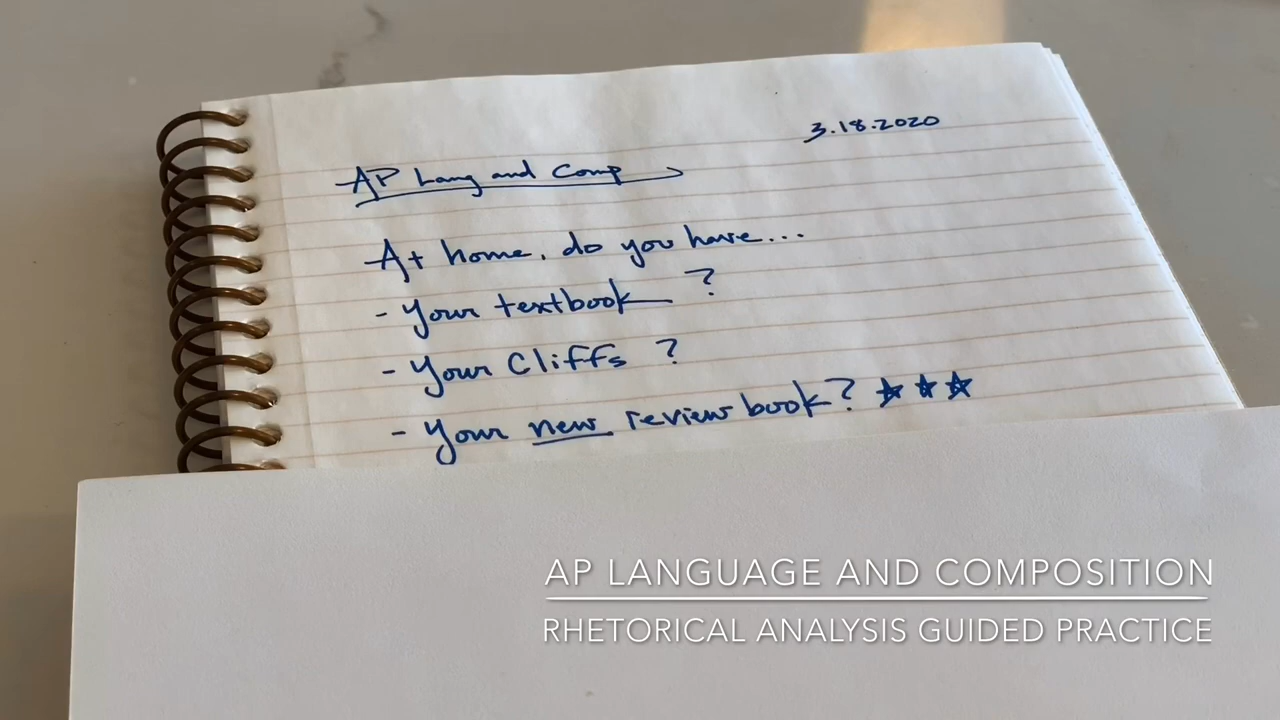 3.18.2020
AP Lang and Comp
At home, do you have...
- Your textbook ?
- Your Cliffs ?
- Your new review book? ★ ★ ★
AP LANGUAGE AND COMPOSITION
RHETORICAL ANALYSIS GUIDED PRACTICE